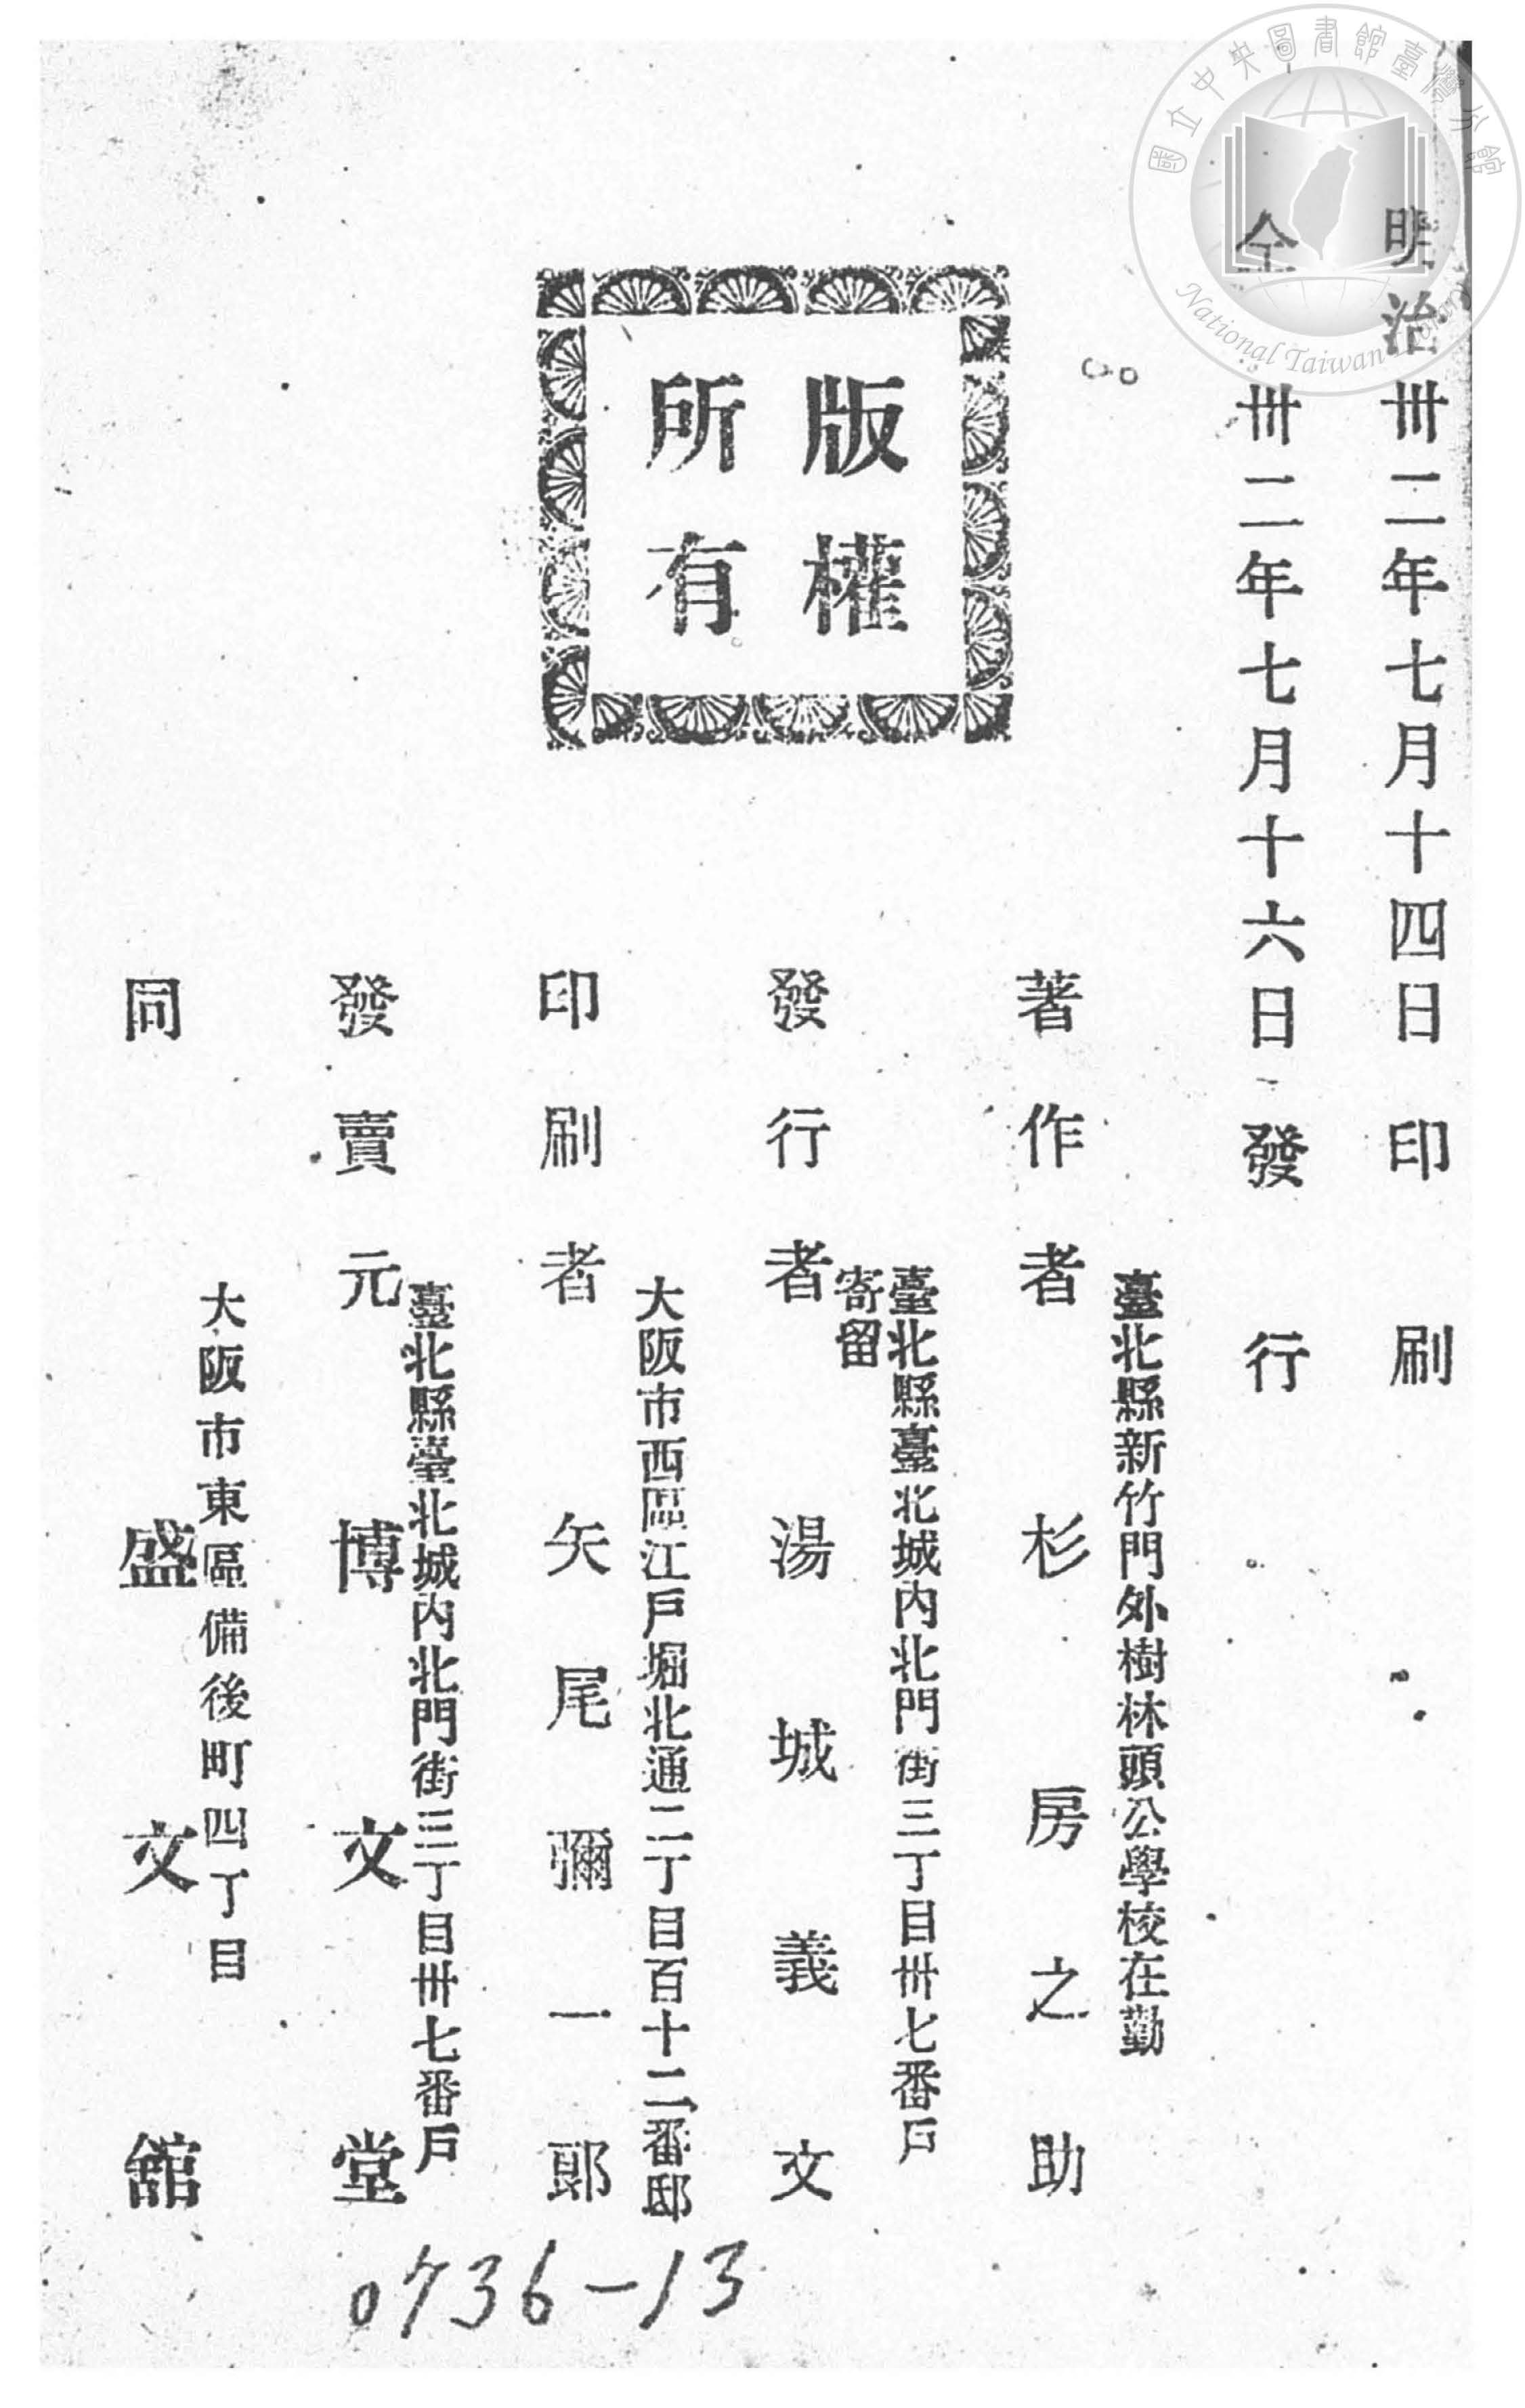 國立中央圖書館臺灣分館
National Taiwan Library
明治卅二年七月十四日印刷
仝卅二年七月十六日發行
版權
所有
臺北縣新竹門外樹林頭公學校在勤
著作者 杉房之助
臺北縣臺北城內北門街三丁目卅七番戶
寄留
發行者 湯城義文
大阪市西區江戶堀北通二丁目百十二番邸
印刷者 矢尾彌一郎
臺北縣臺北城內北門街三丁目卅七番戶
發賣元 博文堂
大阪市東區備後町四丁目
同 盛文館
0736-13